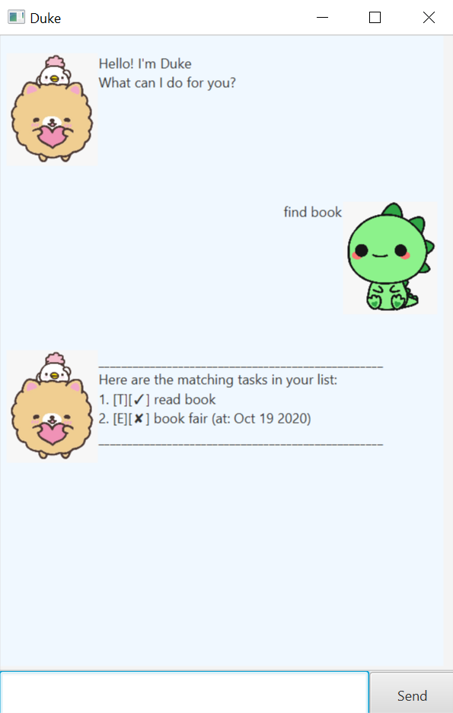 Duke
Hello! I'm Duke
What can I do for you?
find book
____________________________________________
Here are the matching tasks in your list:
1. [T][✓] read book
2. [E][✘] book fair (at: Oct 19 2020)
____________________________________________
Send